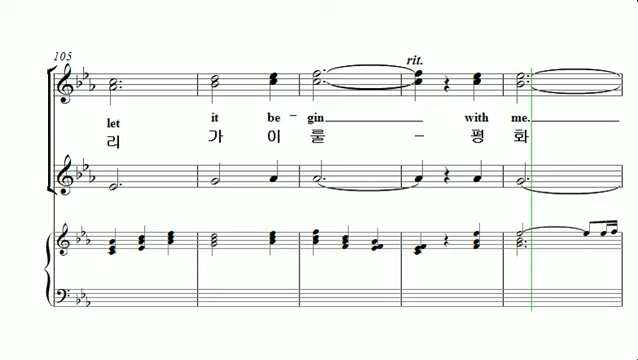 105
rit.
let it be - gin with me.
리 가 이 룰 - 평 화